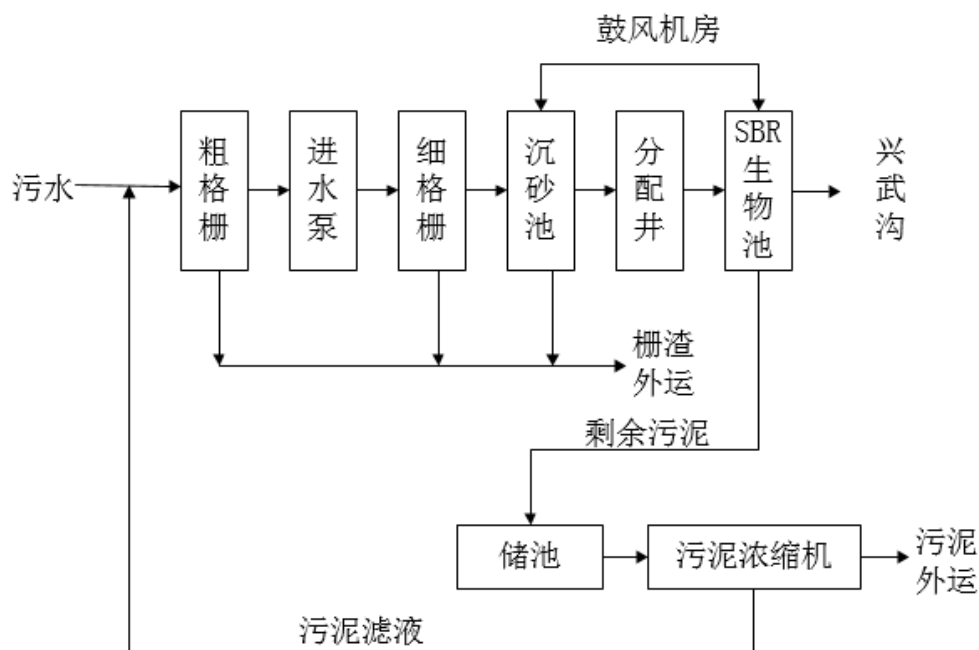 鼓风机房
污水
粗格栅
进水泵
细格栅
沉砂池
分配井
SBR
生物池
兴武沟
栅渣
外运
剩余污泥
储池
污泥浓缩机
污泥
外运
污泥滤液